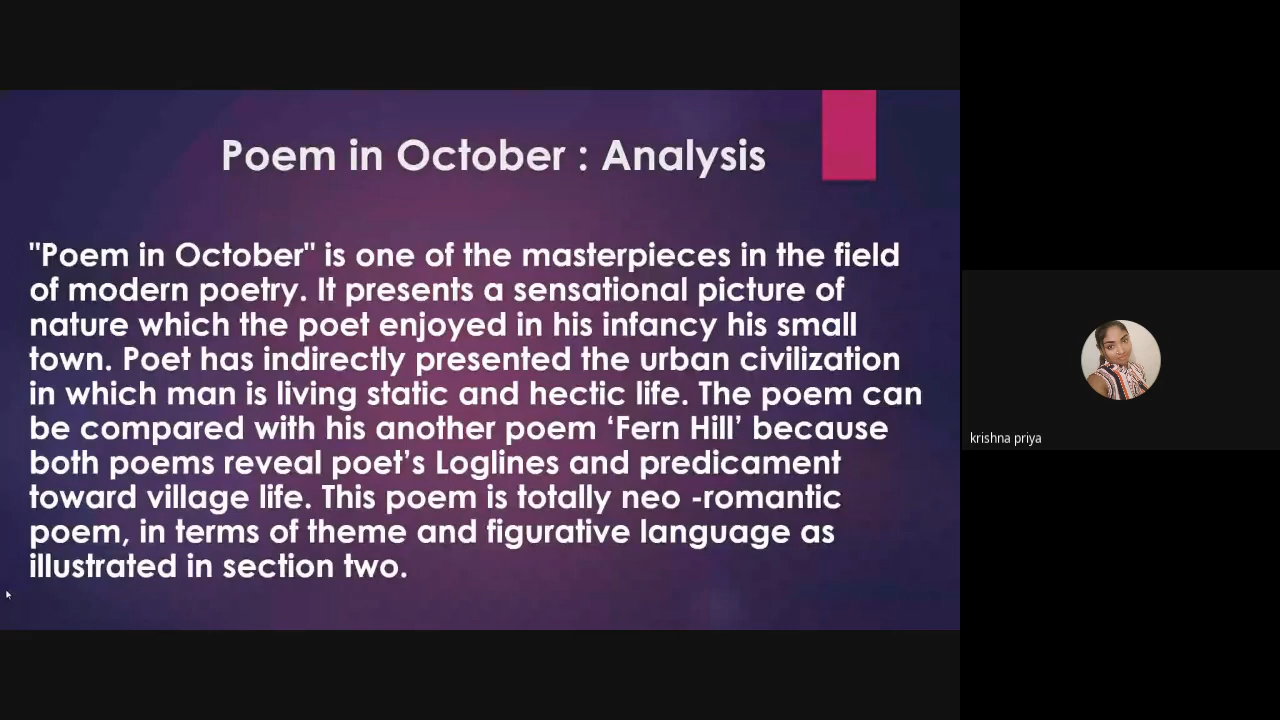 Poem in October : Analysis
"Poem in October" is one of the masterpieces in the field
of modern poetry. It presents a sensational picture of
nature which the poet enjoyed in his infancy his small
town. Poet has indirectly presented the urban civilization
in which man is living static and hectic life. The poem can
be compared with his another poem ‘Fern Hill’ because
both poems reveal poet’s Loglines and predicament
toward village life. This poem is totally neo -romantic
poem, in terms of theme and figurative language as
illustrated in section two.
krishna priya